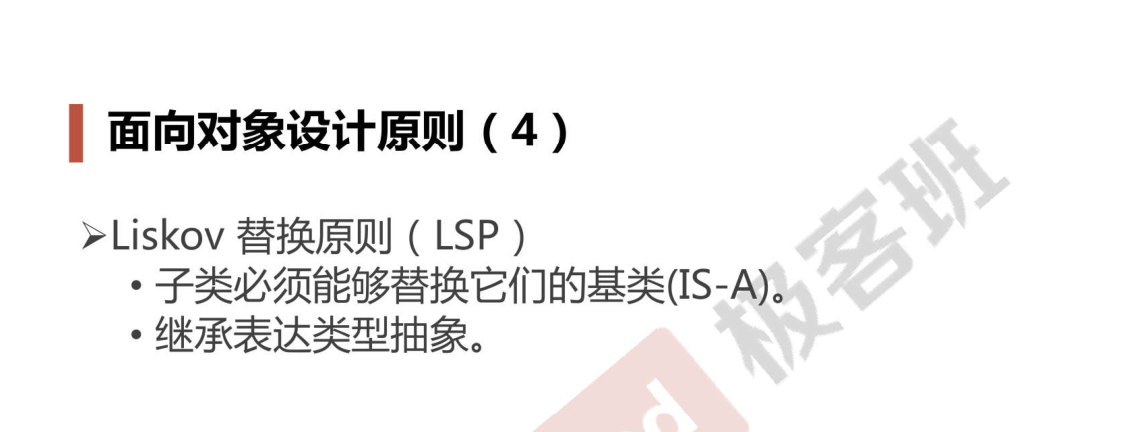 面向对象设计原则（4）
➢Liskov 替换原则（LSP）
• 子类必须能够替换它们的基类(IS-A)。
• 继承表达类型抽象。
极客班